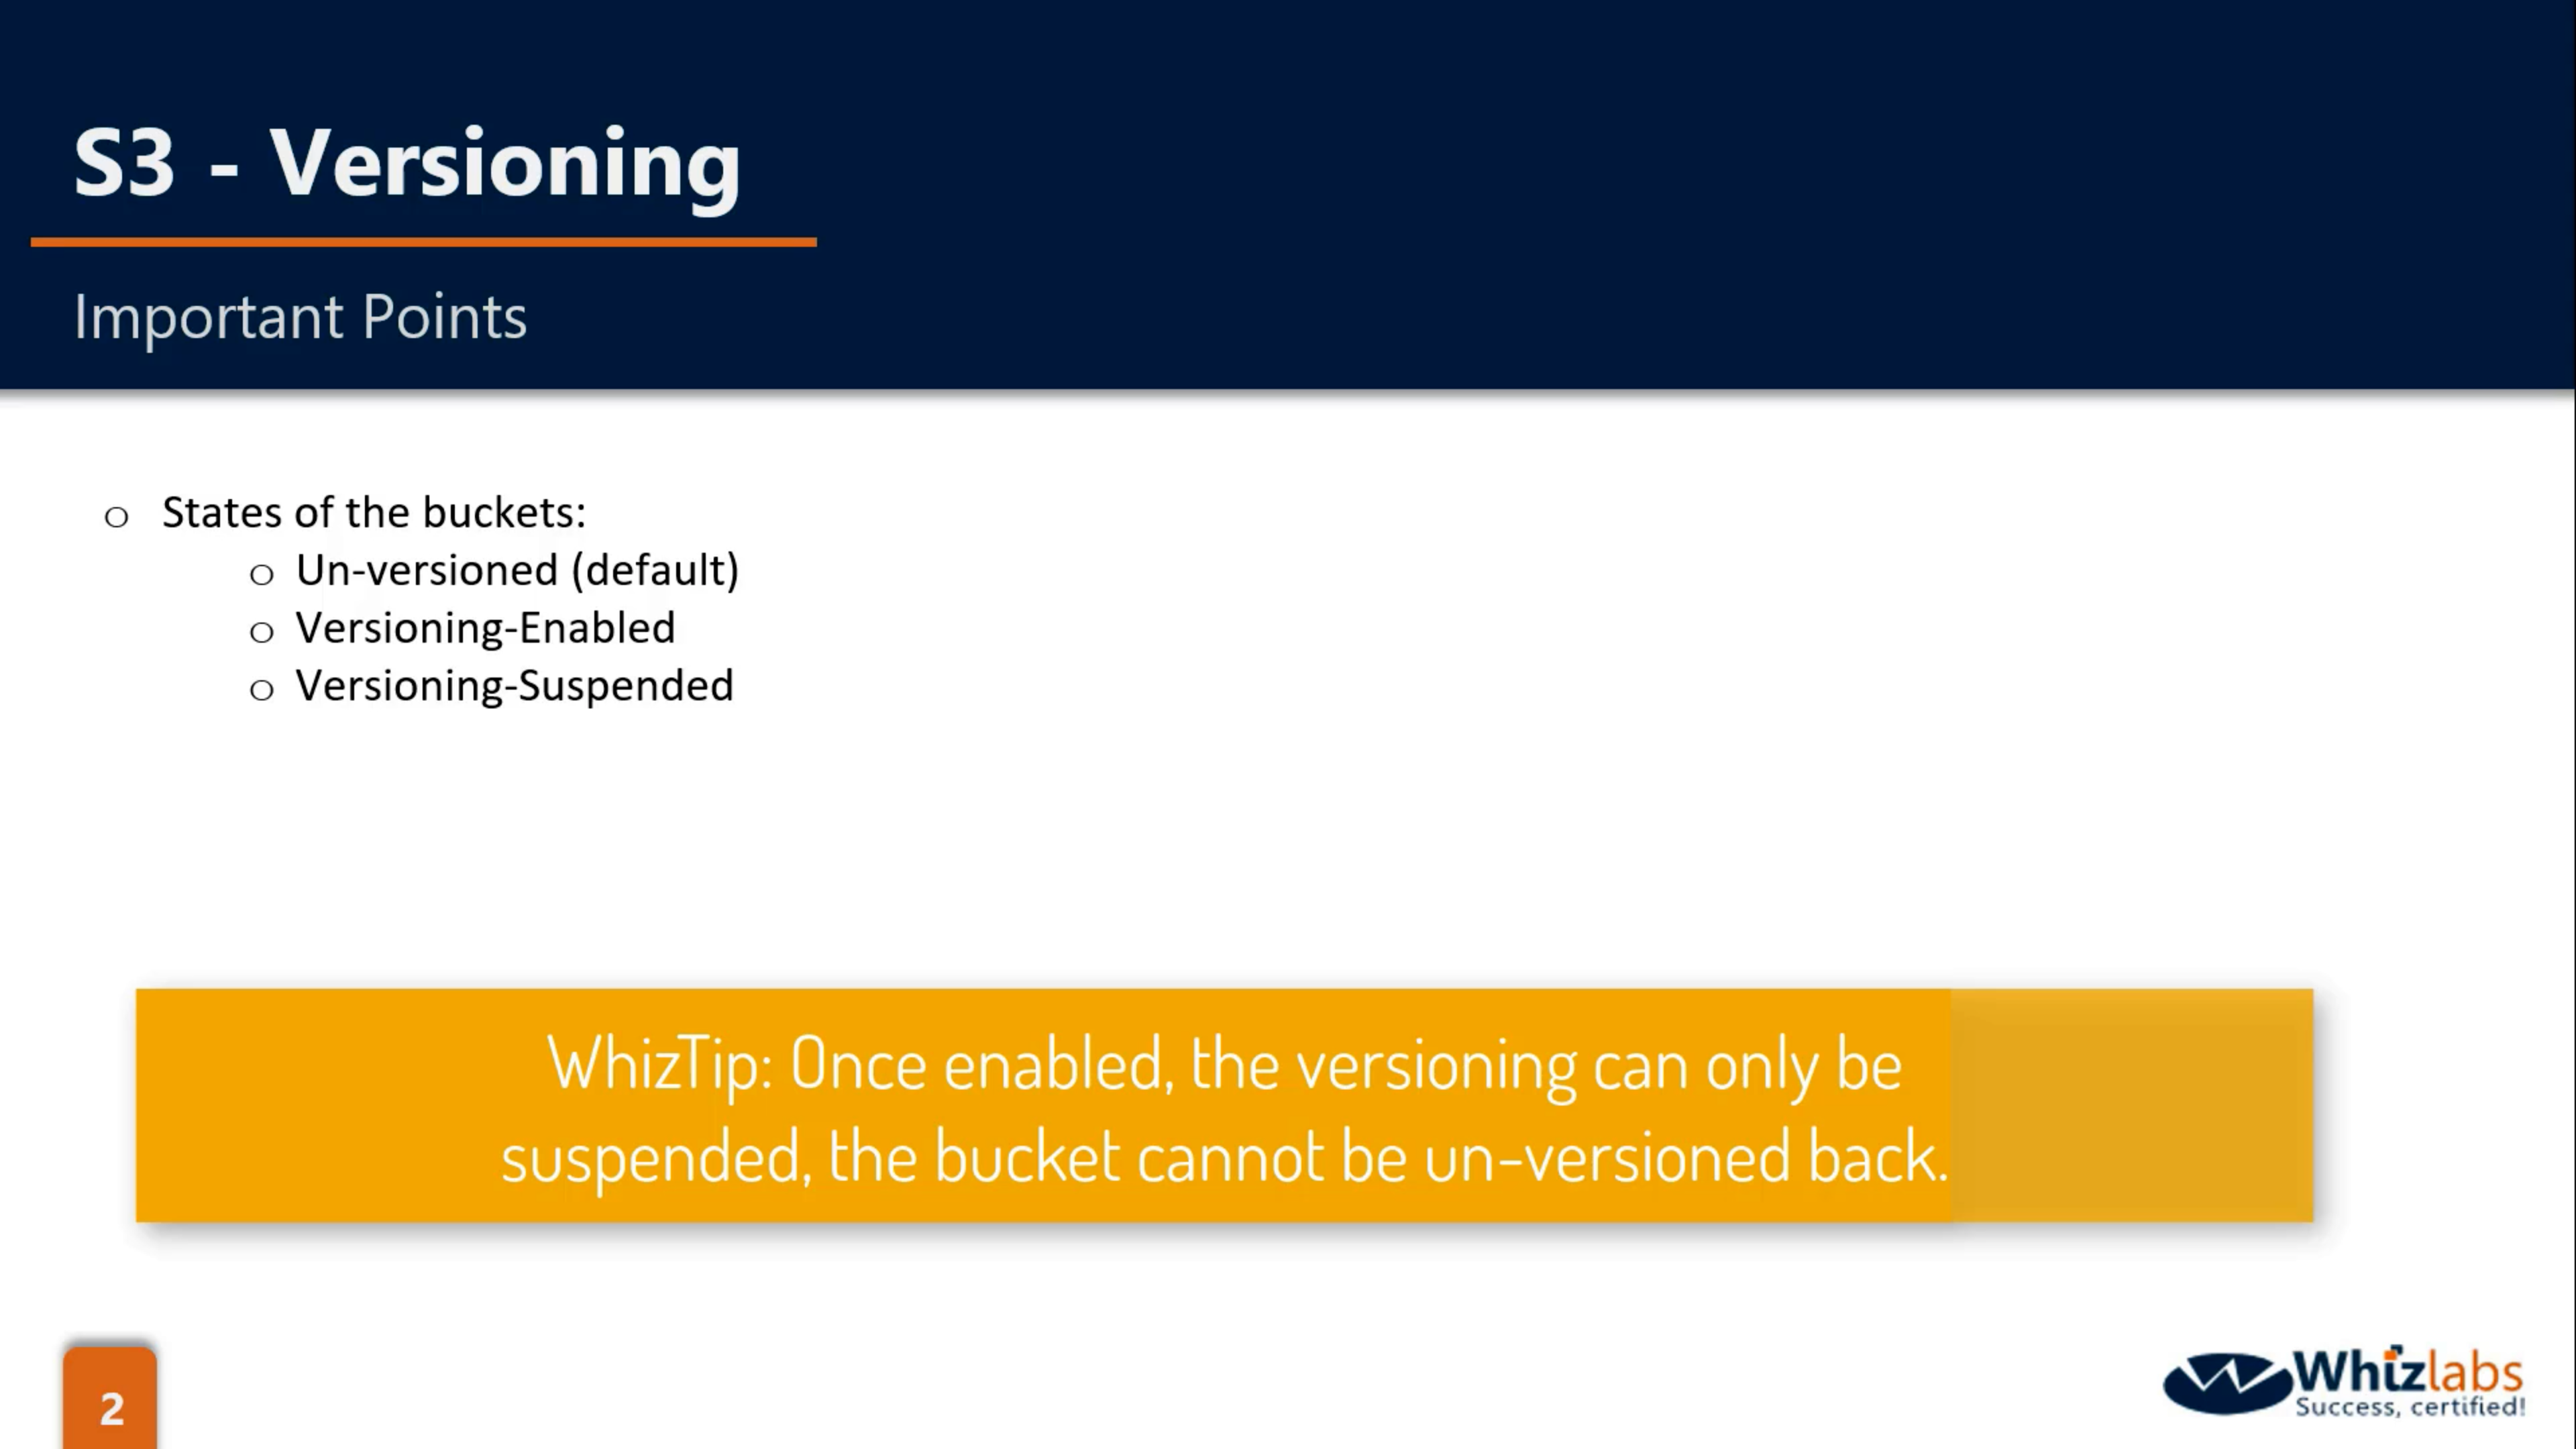 S3 - Versioning
Important Points
o States of the buckets:
o Un-versioned (default)
o Versioning-Enabled
o Versioning-Suspended
WhizTip: Once enabled, the versioning can only be
suspended, the bucket cannot be un-versioned back.
2
Whizlabs
Success, certified!